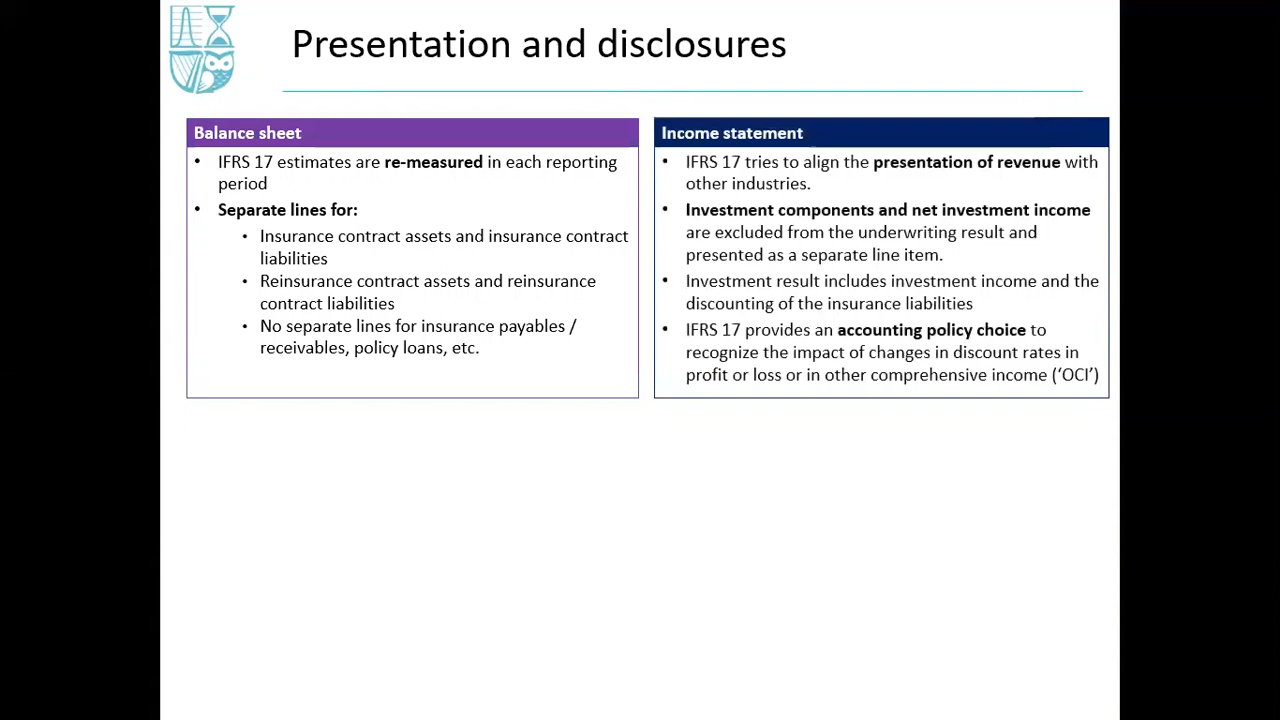 Presentation and disclosures
Balance sheet
• IFRS 17 estimates are re-measured in each reporting
period
• Separate lines for:
• Insurance contract assets and insurance contract
liabilities
• Reinsurance contract assets and reinsurance
contract liabilities
• No separate lines for insurance payables /
receivables, policy loans, etc.
Income statement
• IFRS 17 tries to align the presentation of revenue with
other industries.
• Investment components and net investment income
are excluded from the underwriting result and
presented as a separate line item.
• Investment result includes investment income and the
discounting of the insurance liabilities
• IFRS 17 provides an accounting policy choice to
recognize the impact of changes in discount rates in
profit or loss or in other comprehensive income (‘OCI’)